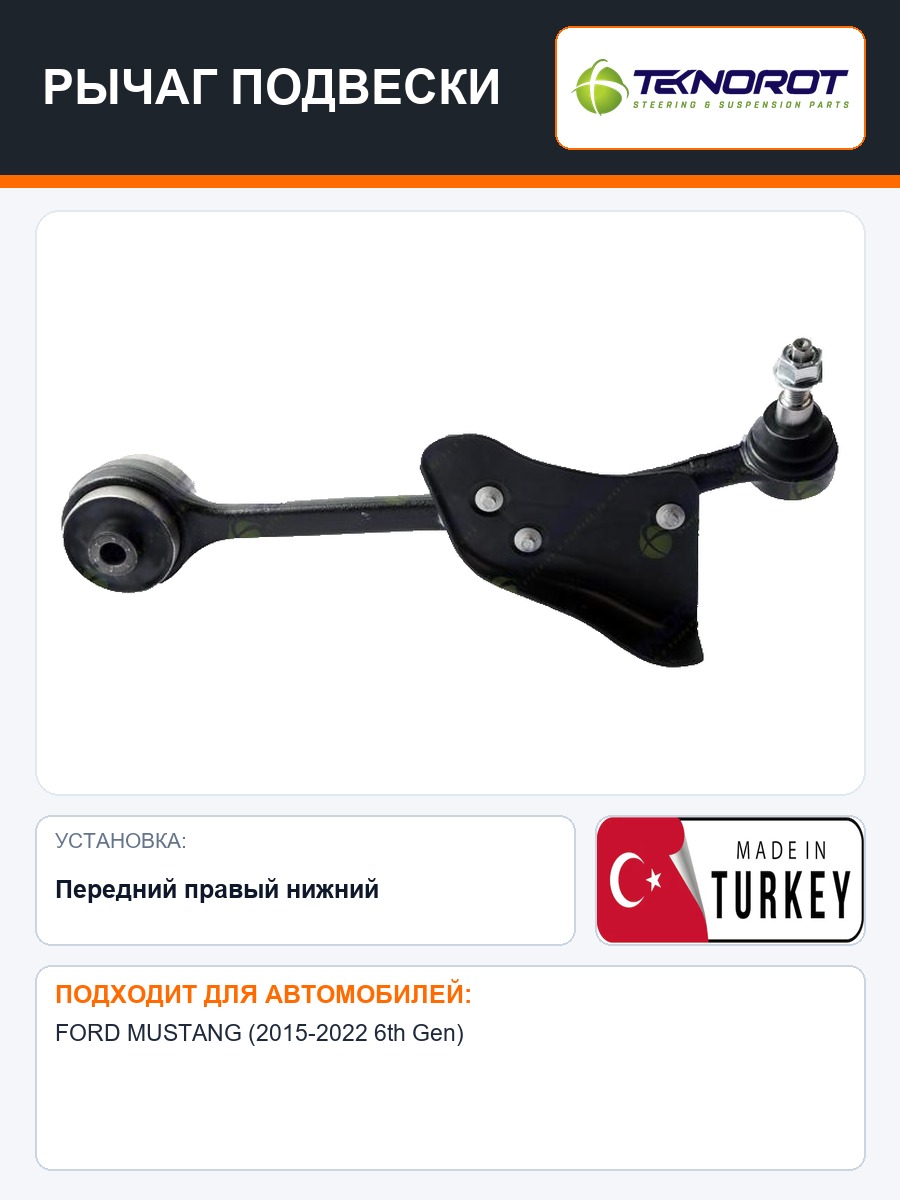 РЫЧАГ ПОДВЕСКИ
TEKNOROT
STEERING & SUSPENSION PARTS
УСТАНОВКА:
Передний правый нижний
MADE IN
TURKEY
ПОДХОДИТ ДЛЯ АВТОМОБИЛЕЙ:
FORD MUSTANG (2015-2022 6th Gen)